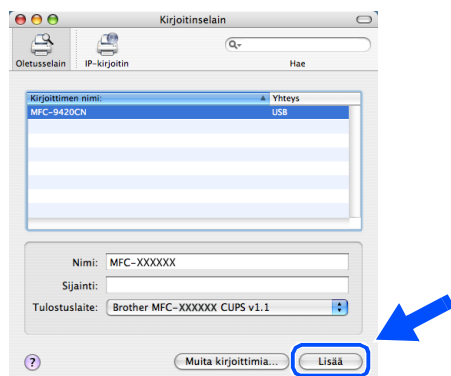 Kirjoitinselain
Oletusselain IP-kirjoitin Hae
Kirjoittimen nimi: Yhteys
MFC-9420CN USB
Nimi: MFC-XXXXXX
Sijainti:
Tulostuslaite: Brother MFC-XXXXXX CUPS v1.1
? Muita kirjoittimia... Lisää